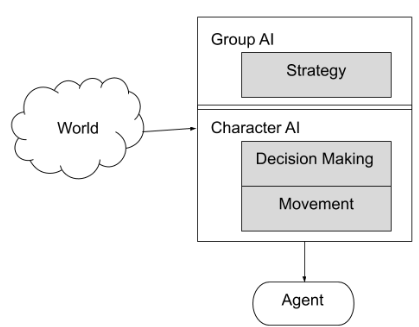 Group AI
Strategy
World
Character AI
Decision Making
Movement
Agent